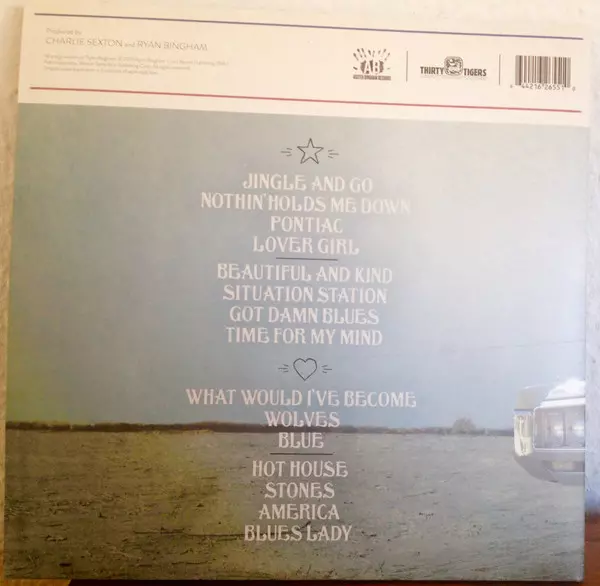 Produced by
CHARLIE SEXTON and RYAN BINGHAM
AB
THIRTY TIGERS
JINGLE AND GO
NOTHIN' HOLDS ME DOWN
PONTIAC
LOVER GIRL
BEAUTIFUL AND KIND
SITUATION STATION
GOT DAMN BLUES
TIME FOR MY MIND
WHAT WOULD I'VE BECOME
WOLVES
BLUE
HOT HOUSE
STONES
AMERICA
BLUES LADY